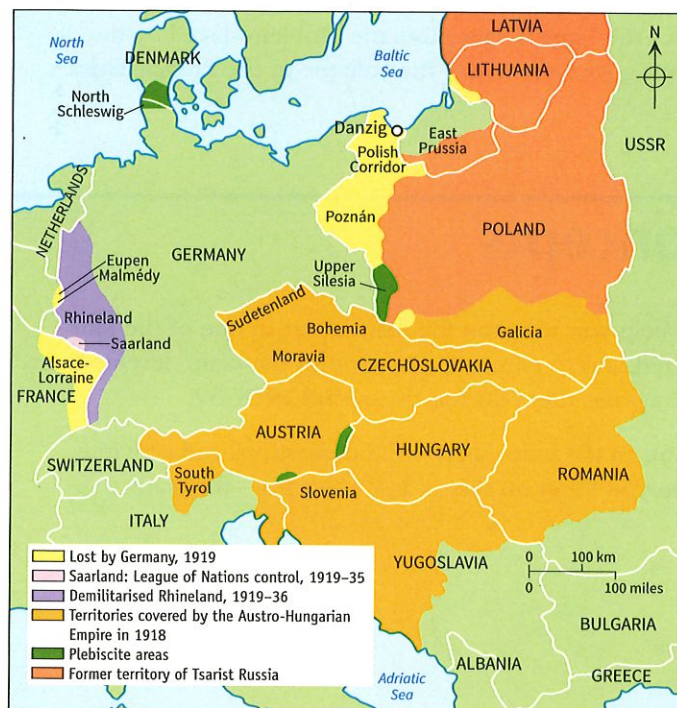 North
Sea
DENMARK
North
Schleswig
Baltic
Sea
LATVIA
LITHUANIA
N
Danzig
East
Prussia
Polish
Corridor
USSR
NETHERLANDS
Poznán
POLAND
GERMANY
Eupen
Malmédy
Upper
Silesia
Rhineland
Saarland
Sudetenland
Bohemia
Galicia
Moravia
CZECHOSLOVAKIA
Alsace-
Lorraine
FRANCE
AUSTRIA
HUNGARY
SWITZERLAND
South
Tyrol
Slovenia
ROMANIA
ITALY
YUGOSLAVIA
0 100 km
0 100 miles
BULGARIA
ALBANIA
GREECE
Adriatic
Sea
Lost by Germany, 1919
Saarland: League of Nations control, 1919–35
Demilitarised Rhineland, 1919–36
Territories covered by the Austro-Hungarian
Empire in 1918
Plebiscite areas
Former territory of Tsarist Russia